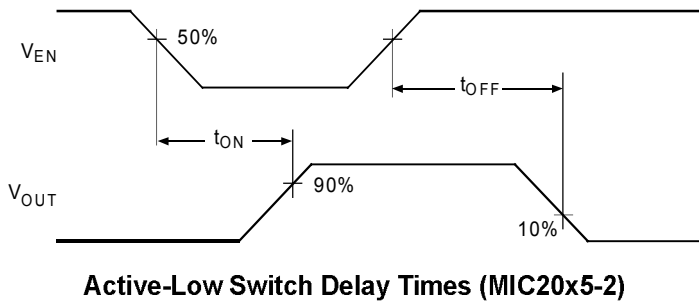 V_EN
50%
t_OFF
t_ON
V_OUT
90%
10%
Active-Low Switch Delay Times (MIC20x5-2)